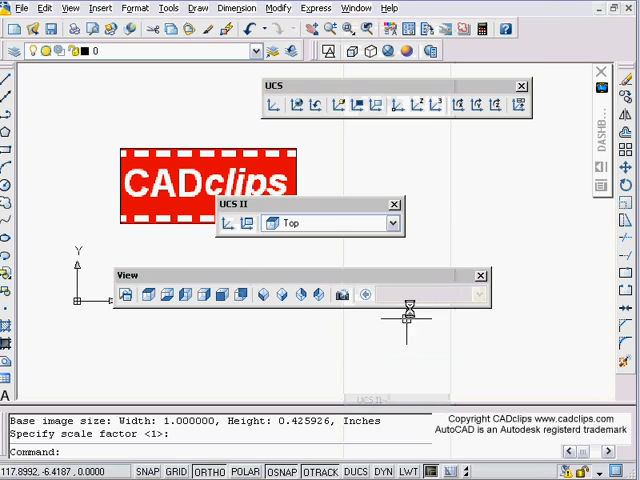 File Edit View Insert Format Tools Draw Dimension Modify Express Window Help
0
UCS
DASHB..
CADclips
UCS II
Top
Y
View
Base image size: Width: 1.000000, Height: 0.425926, Inches
Specify scale factor <1>:
Command:
Copyright CADclips www.cadclips.com
AutoCAD is an Autodesk registerd trademark
117.8992, -6.4187, 0.0000 SNAP GRID ORTHO POLAR OSNAP OTRACK DUCS DYN LWT